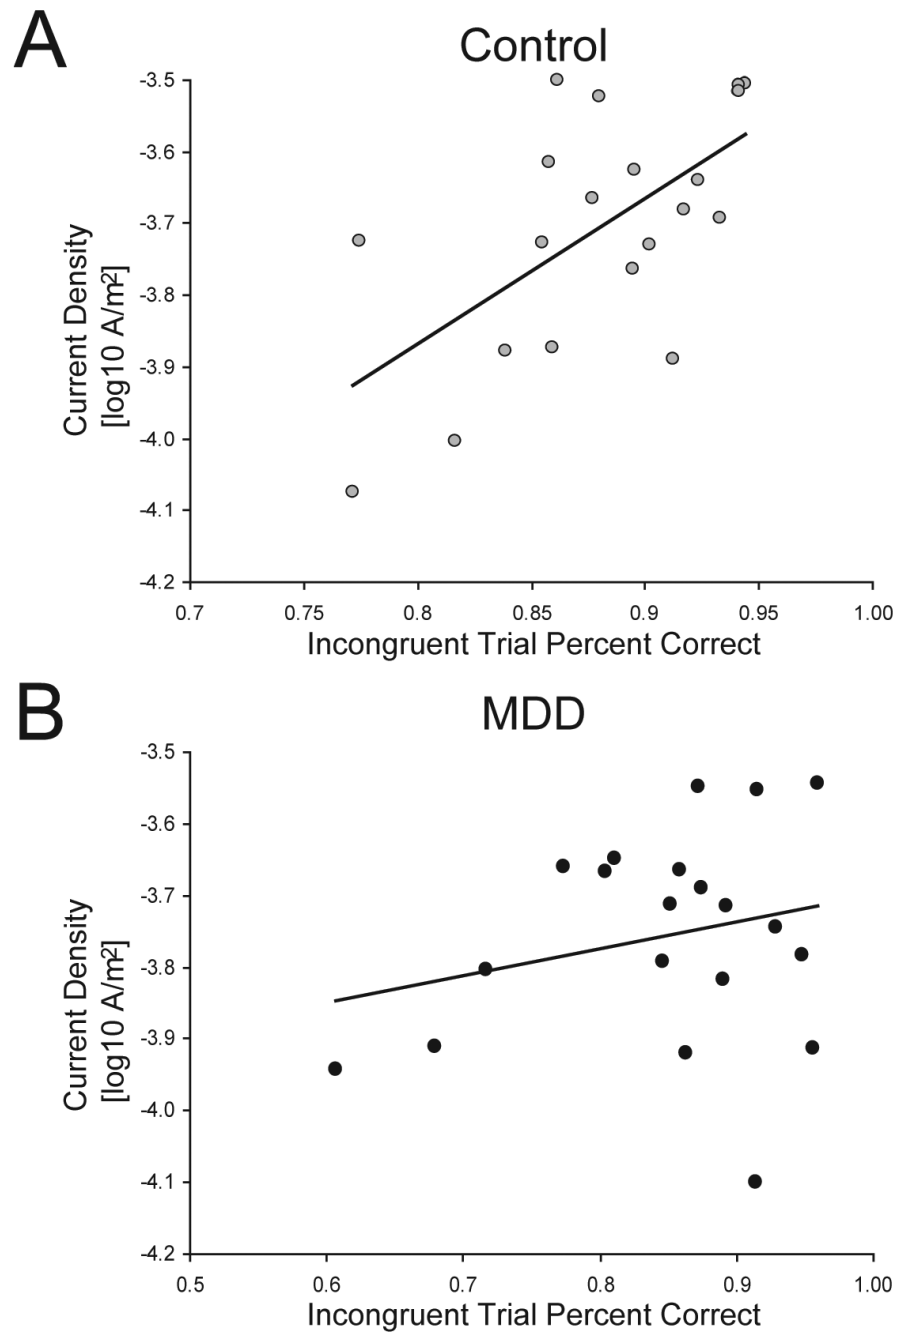 A
Control
-3.5
-3.6
-3.7
-3.8
-3.9
-4.0
-4.1
-4.2
Current Density
[log10 A/m²]
0.7 0.75 0.8 0.85 0.9 0.95 1.00
Incongruent Trial Percent Correct
B
MDD
-3.5
-3.6
-3.7
-3.8
-3.9
-4.0
-4.1
-4.2
Current Density
[log10 A/m²]
0.5 0.6 0.7 0.8 0.9 1.00
Incongruent Trial Percent Correct